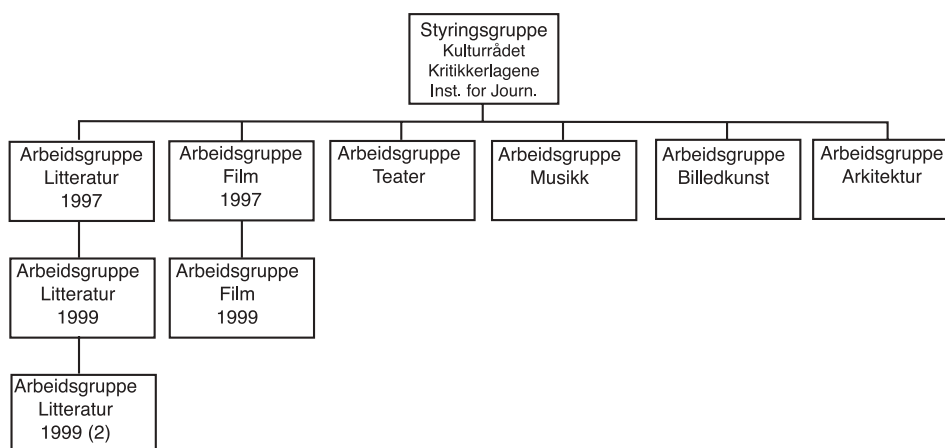 Styringsgruppe
Kulturrådet
Kritikkerlagene
Inst. for Journ.
Arbeidsgruppe
Litteratur
1997
Arbeidsgruppe
Film
1997
Arbeidsgruppe
Teater
Arbeidsgruppe
Musikk
Arbeidsgruppe
Billedkunst
Arbeidsgruppe
Arkitektur
Arbeidsgruppe
Litteratur
1999
Arbeidsgruppe
Film
1999
Arbeidsgruppe
Litteratur
1999 (2)